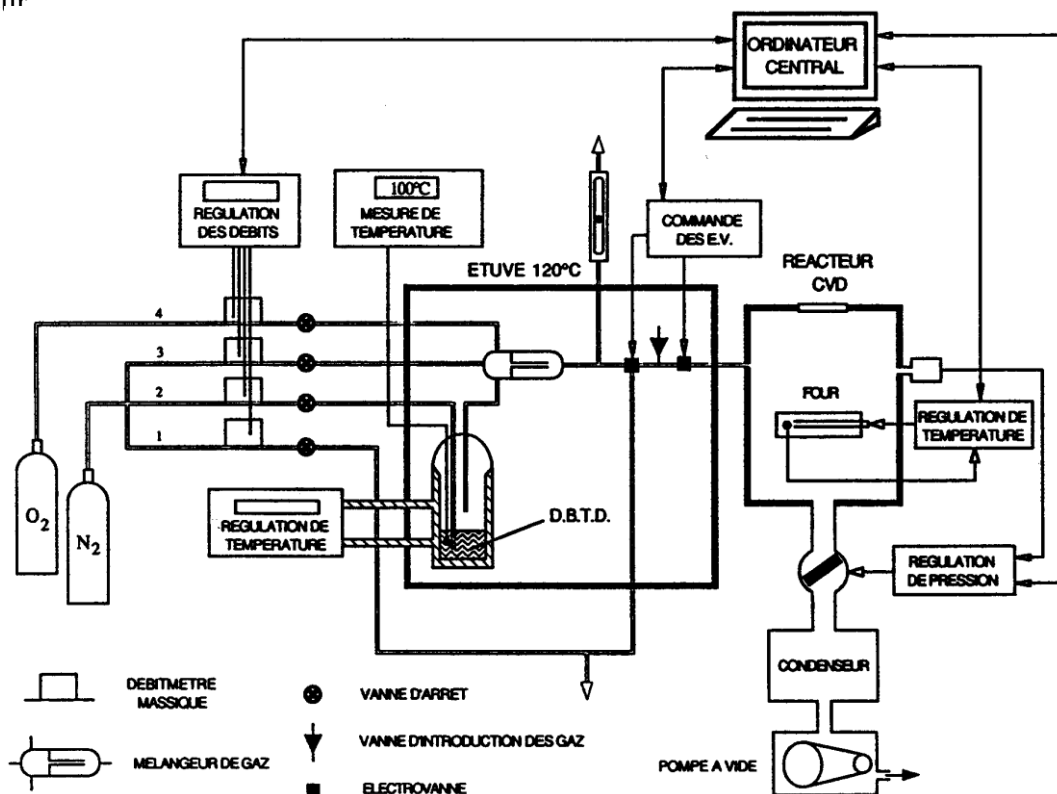 ORDINATEUR
CENTRAL
REGULATION
DES DEBITS
100°C
MESURE DE
TEMPERATURE
COMMANDE
DES E.V.
ETUVE 120°C
REACTEUR
CVD
4
3
2
1
FOUR
REGULATION DE
TEMPERATURE
O2
N2
REGULATION DE
TEMPERATURE
D.B.T.D.
REGULATION
DE PRESSION
CONDENSEUR
DEBITMETRE
MASSIQUE
VANNE D'ARRET
VANNE D'INTRODUCTION DES GAZ
MELANGEUR DE GAZ
ELECTROVANNE
POMPE A VIDE